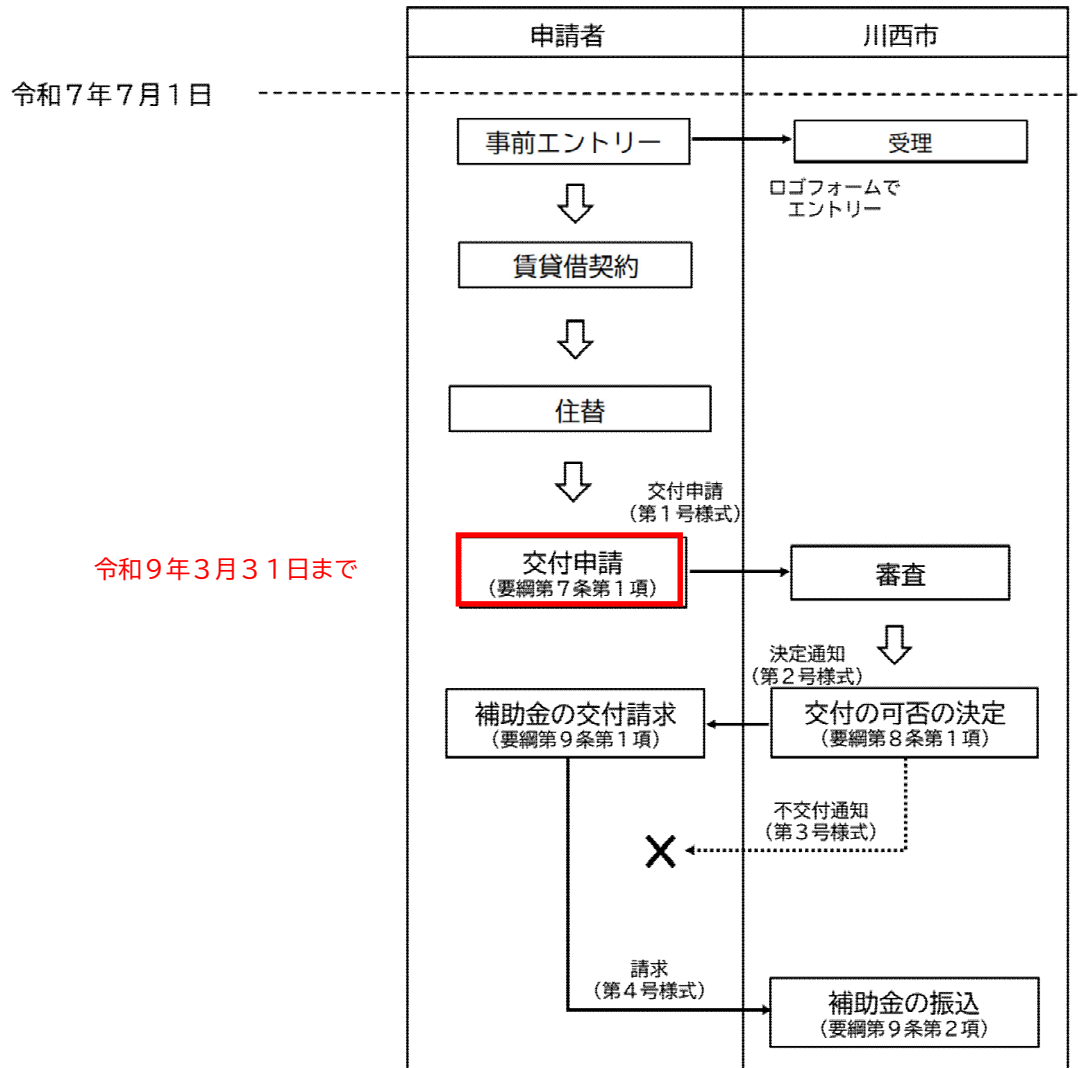 申請者
川西市
令和７年７月１日
事前エントリー
受理
ロゴフォームで
エントリー
賃貸借契約
住替
交付申請
（第１号様式）
令和９年３月３１日まで
交付申請
（要綱第７条第１項）
審査
決定通知
（第２号様式）
補助金の交付請求
（要綱第９条第１項）
交付の可否の決定
（要綱第８条第１項）
不交付通知
（第３号様式）
請求
（第４号様式）
補助金の振込
（要綱第９条第２項）